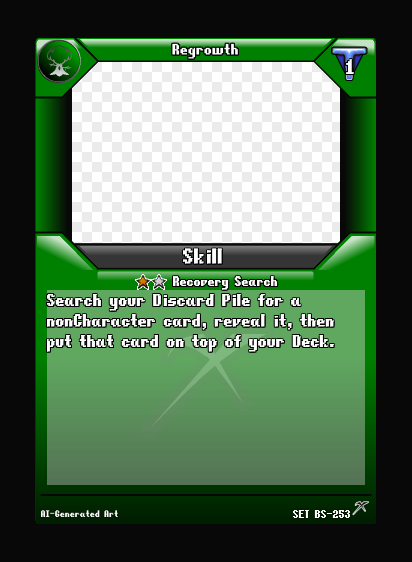 Regrowth
1
Skill
Recovery Search
Search your Discard Pile for a
nonCharacter card, reveal it, then
put that card on top of your Deck.
AI-Generated Art
SET BS-253